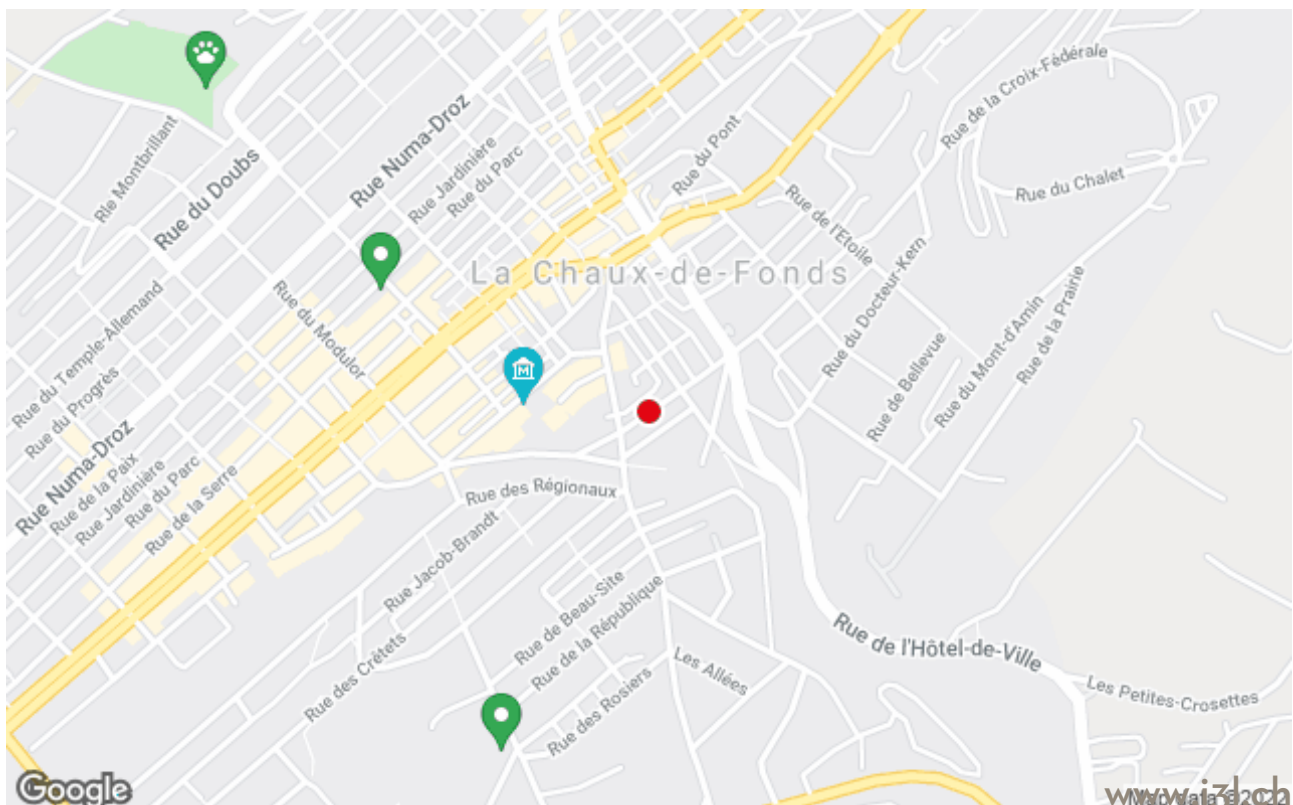 Rue de la Croix-Fédérale
Rle Montbrillant
Rue du Doubs
Rue Numa-Droz
Rue Jardinière
Rue du Parc
Rue du Pont
Rue du Chalet
Rue de l'Etoile
La Chaux-de-Fonds
Rue du Docteur-Kern
Rue du Temple-Allemand
Rue du Modulor
Rue de Bellevue
Rue du Mont-d'Amin
Rue de la Prairie
Rue du Progrès
Rue Numa-Droz
Rue de la Paix
Rue Jardinière
Rue du Parc
Rue de la Serre
Rue des Régionaux
Rue Jacob-Brandt
Rue de Beau-Site
Rue de la République
Rue des Crêtets
Rue des Rosiers
Les Allées
Rue de l'Hôtel-de-Ville
Les Petites-Crosettes
M
Google
Map data ©2022
www.i3l.ch